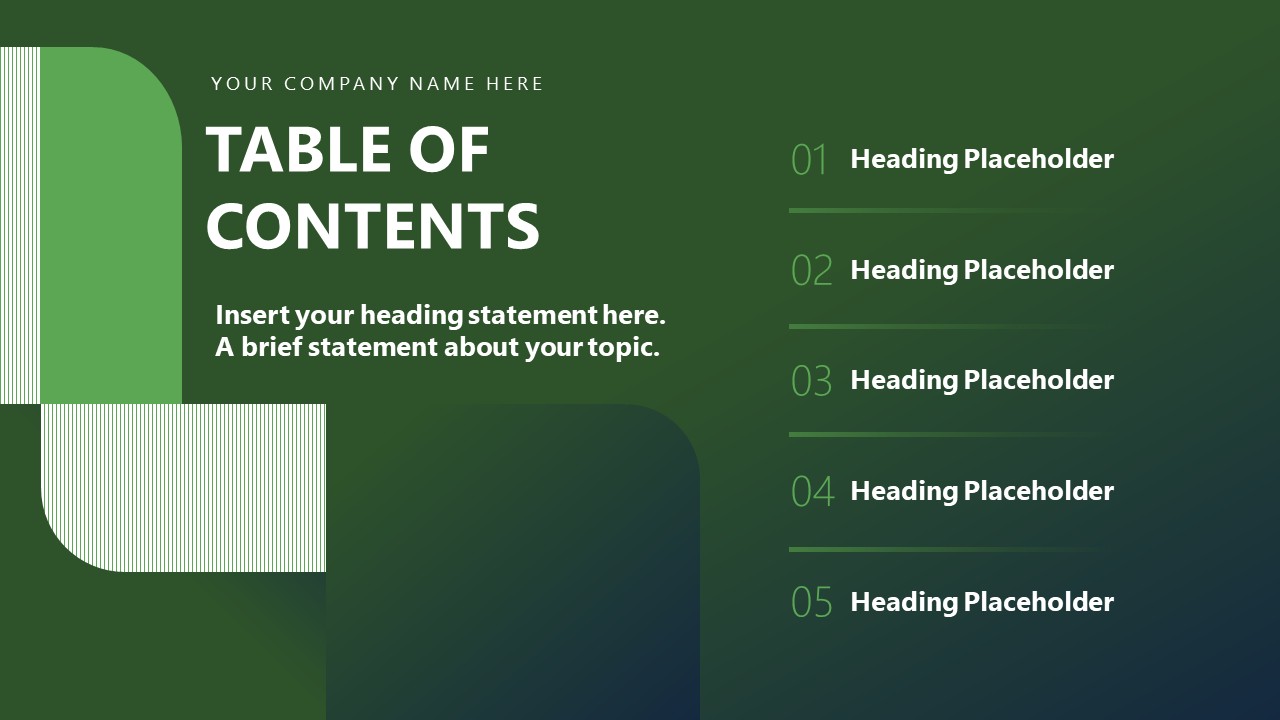 YOUR COMPANY NAME HERE
TABLE OF
CONTENTS
Insert your heading statement here.
A brief statement about your topic.
01 Heading Placeholder
02 Heading Placeholder
03 Heading Placeholder
04 Heading Placeholder
05 Heading Placeholder